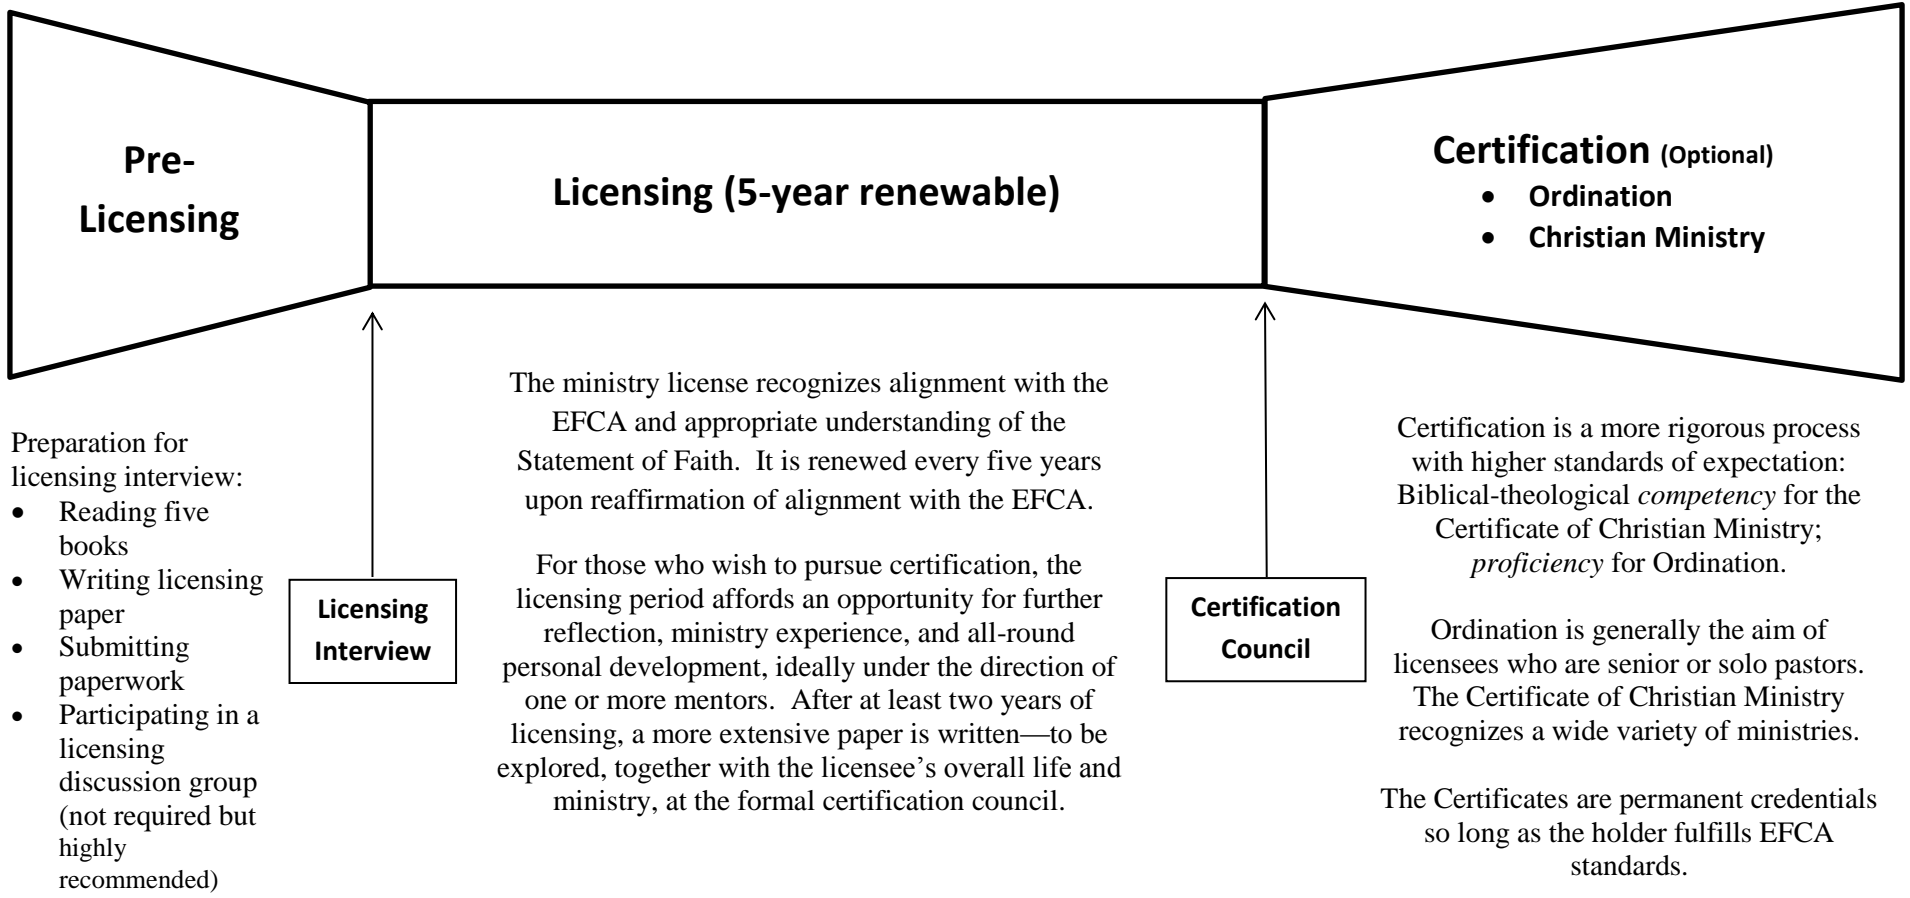 Pre-
Licensing
Licensing (5-year renewable)
Certification (Optional)
• Ordination
• Christian Ministry
Preparation for
licensing interview:
• Reading five
books
• Writing licensing
paper
• Submitting
paperwork
• Participating in a
licensing
discussion group
(not required but
highly
recommended)
Licensing
Interview
The ministry license recognizes alignment with the
EFCA and appropriate understanding of the
Statement of Faith.  It is renewed every five years
upon reaffirmation of alignment with the EFCA.
For those who wish to pursue certification, the
licensing period affords an opportunity for further
reflection, ministry experience, and all-round
personal development, ideally under the direction of
one or more mentors.  After at least two years of
licensing, a more extensive paper is written—to be
explored, together with the licensee’s overall life and
ministry, at the formal certification council.
Certification
Council
Certification is a more rigorous process
with higher standards of expectation:
Biblical-theological competency for the
Certificate of Christian Ministry;
proficiency for Ordination.
Ordination is generally the aim of
licensees who are senior or solo pastors.
The Certificate of Christian Ministry
recognizes a wide variety of ministries.
The Certificates are permanent credentials
so long as the holder fulfills EFCA
standards.